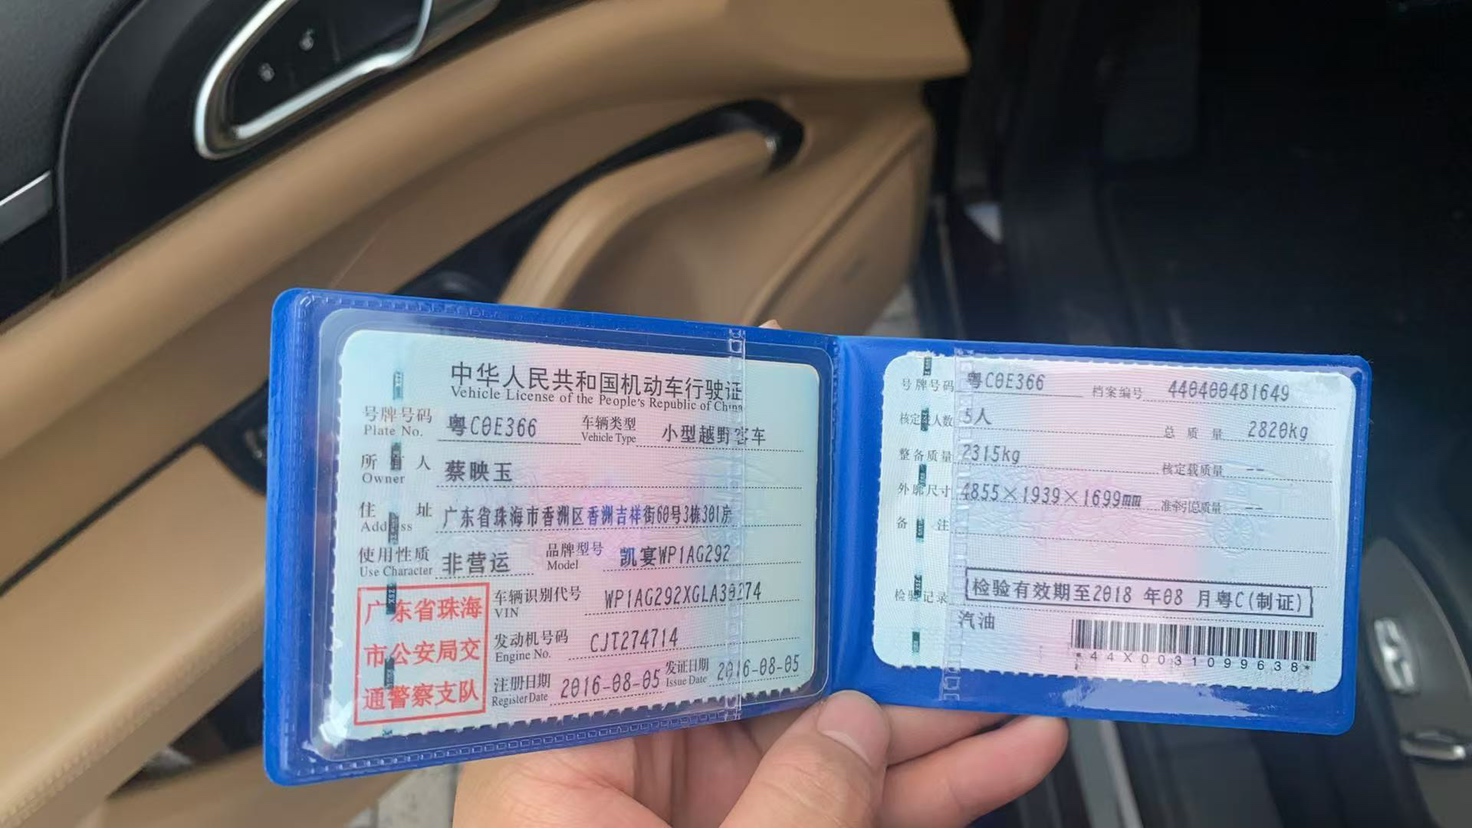 中华人民共和国机动车行驶证
Vehicle License of the People's Republic of China
号牌号码 粤C0E366 车辆类型 小型越野客车
Plate No. Vehicle Type
所有人 蔡映玉
Owner
住址 广东省珠海市香洲区香洲吉祥街60号3栋301房
Address
使用性质 非营运 品牌型号 凯宴WP1AG292
Use Character Model
广东省珠海
市公安局交
通警察支队
车辆识别代号 WP1AG292XGLA30274
VIN
发动机号码 CJT274714
Engine No.
注册日期 2016-08-05 发证日期 2016-08-05
Register Date Issue Date
号牌号码 粤C0E366 档案编号 440400481649
核定载人数 5人 总质量 2820kg
整备质量 2315kg 核定载质量 --
外廓尺寸 4855×1939×1699mm 准牵引总质量 --
备注
检验记录 检验有效期至2018 年08 月粤C(制证)
汽油
*44X0031099638*